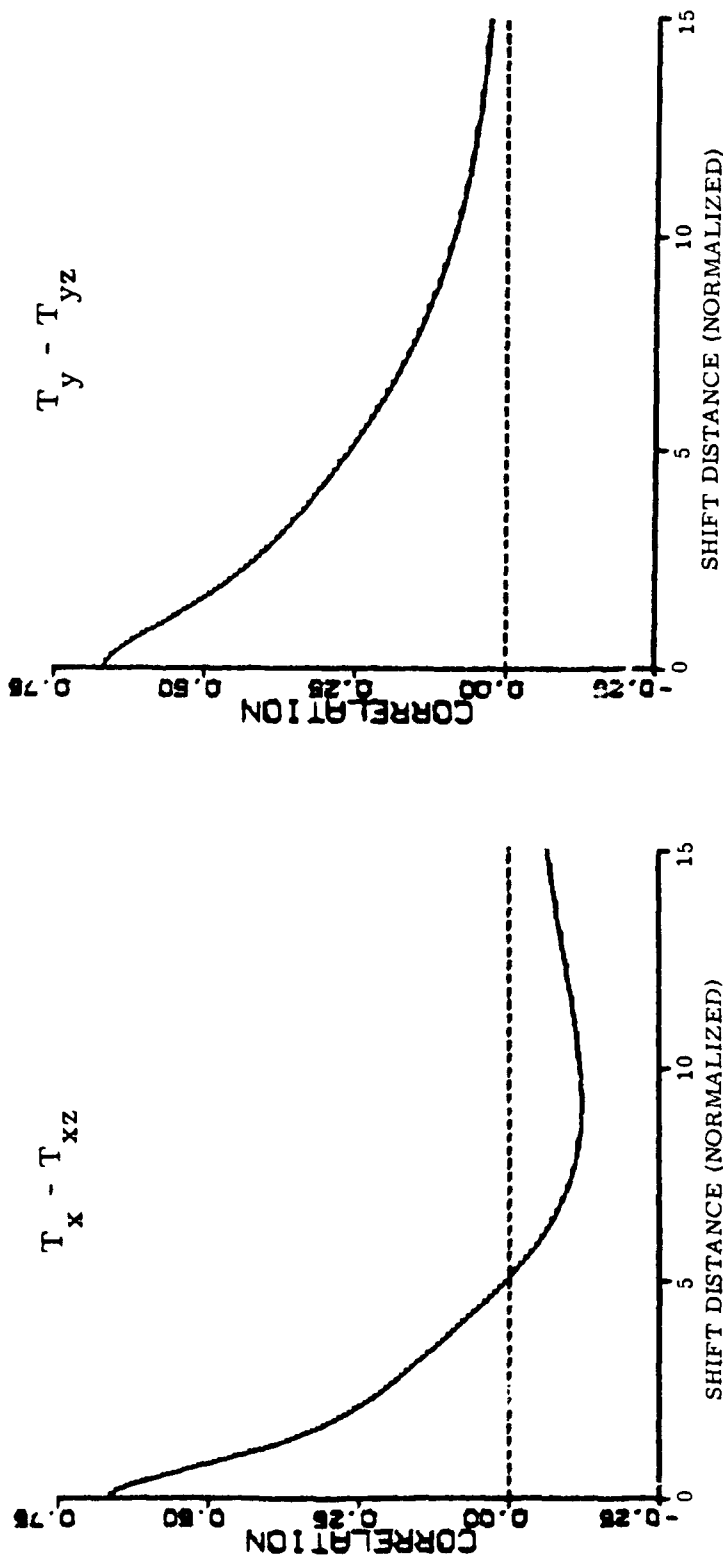 T_y - T_yz
CORRELATION
0.75
0.50
0.25
0.00
0 5 10 15
SHIFT DISTANCE (NORMALIZED)
T_x - T_xz
CORRELATION
0.75
0.50
0.25
0.00
-0.25
0 5 10 15
SHIFT DISTANCE (NORMALIZED)